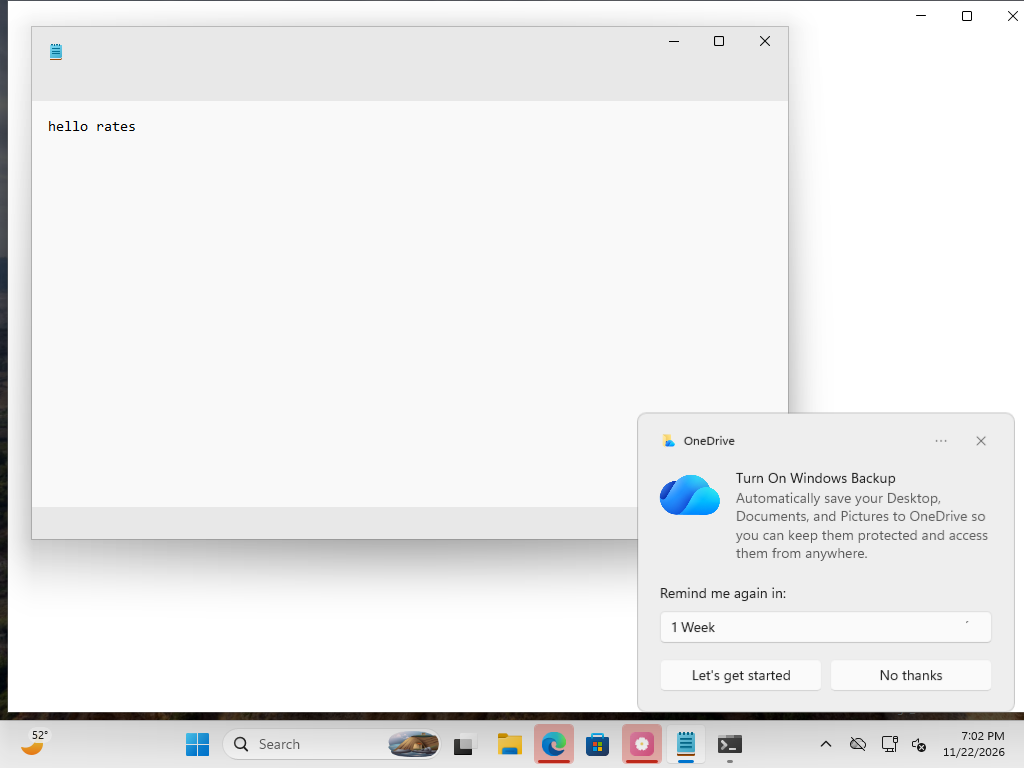 hello rates
OneDrive
Turn On Windows Backup
Automatically save your Desktop,
Documents, and Pictures to OneDrive so
you can keep them protected and access
them from anywhere.
Remind me again in:
1 Week
Let's get started
No thanks
52°
Search
7:02 PM
11/22/2026